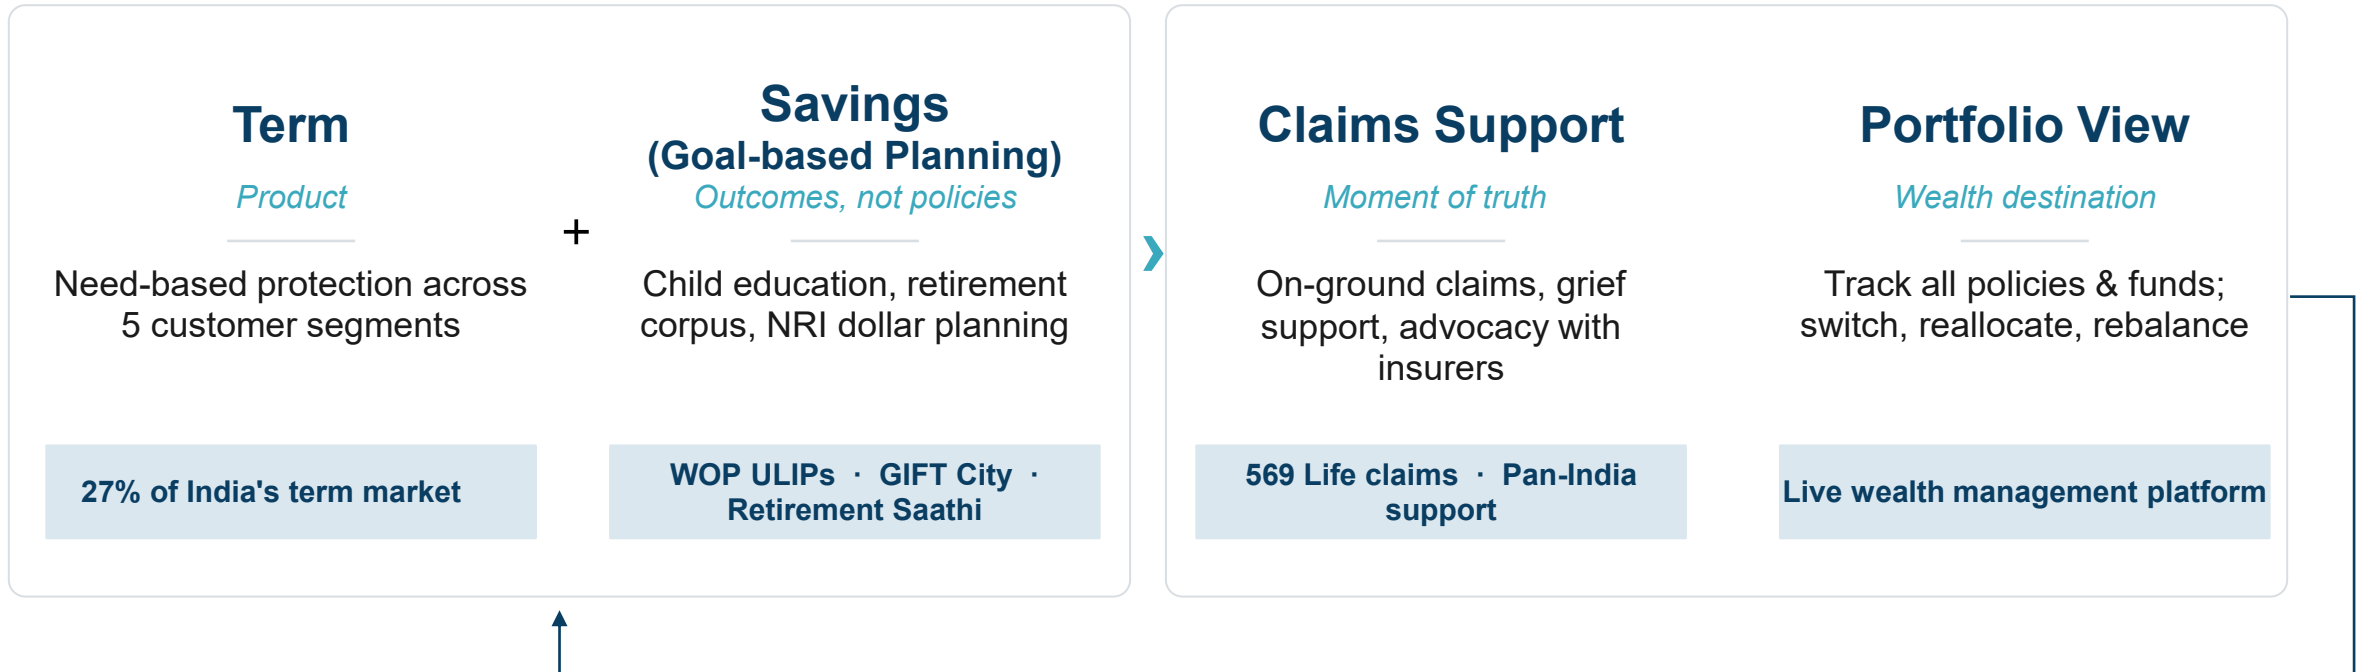 Term
Product
Need-based protection across
5 customer segments
27% of India's term market
+
Savings
(Goal-based Planning)
Outcomes, not policies
Child education, retirement
corpus, NRI dollar planning
WOP ULIPs · GIFT City ·
Retirement Saathi
Claims Support
Moment of truth
On-ground claims, grief
support, advocacy with
insurers
569 Life claims · Pan-India
support
Portfolio View
Wealth destination
Track all policies & funds;
switch, reallocate, rebalance
Live wealth management platform